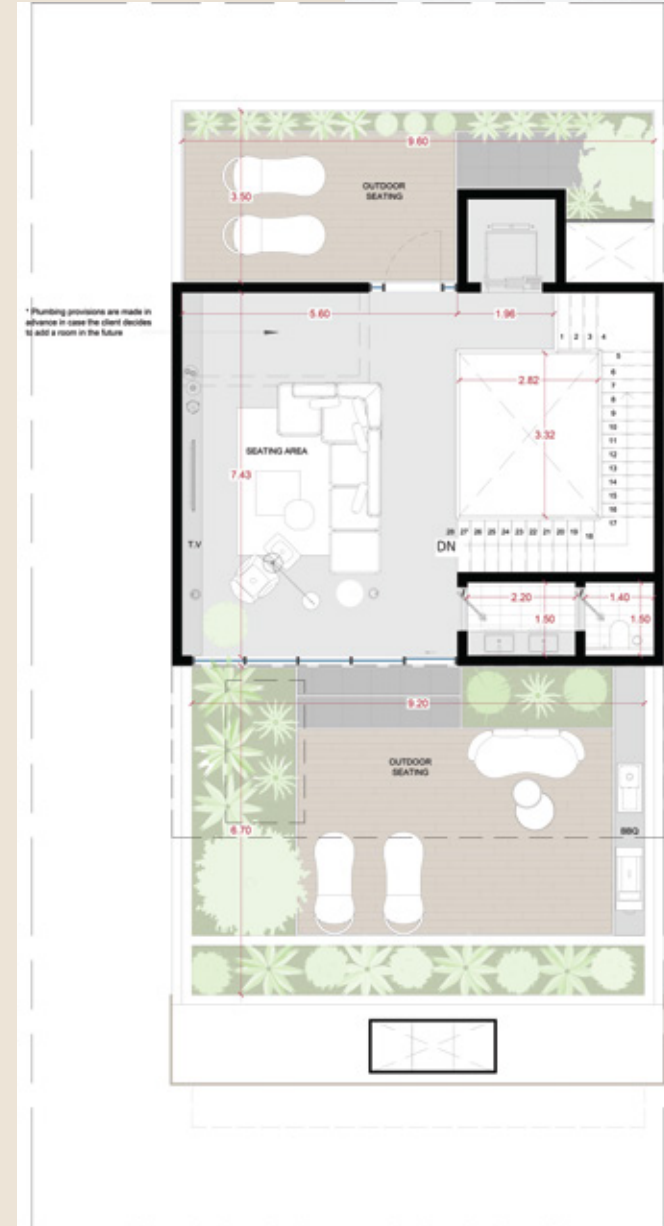 9.60
OUTDOOR
SEATING
3.50
* Plumbing provisions are made in
advance in case the client decides
to add a room in the future
5.60
1.96
1 2 3 4
5
6
7
8
9
10
11
12
13
14
15
16
17
2.82
3.32
SEATING AREA
7.43
T.V
28 27 26 25 24 23 22 21 20 19 18
DN
2.20
1.50
1.40
1.50
9.20
OUTDOOR
SEATING
6.70
BBQ